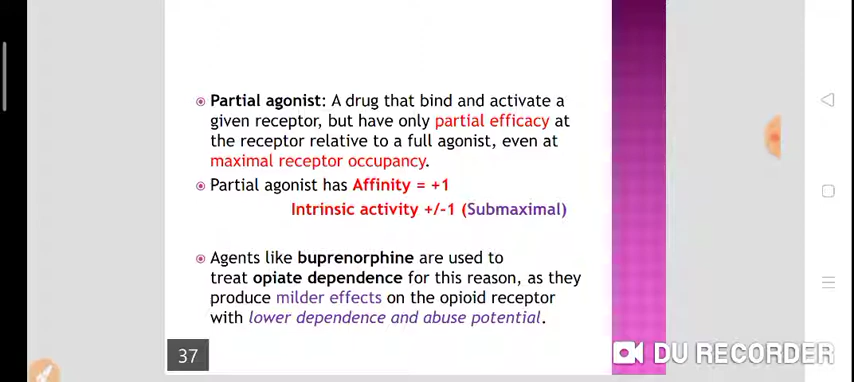 Partial agonist: A drug that bind and activate a
given receptor, but have only partial efficacy at
the receptor relative to a full agonist, even at
maximal receptor occupancy.
Partial agonist has Affinity = +1
Intrinsic activity +/-1 (Submaximal)
Agents like buprenorphine are used to
treat opiate dependence for this reason, as they
produce milder effects on the opioid receptor
with lower dependence and abuse potential.
37
DU RECORDER